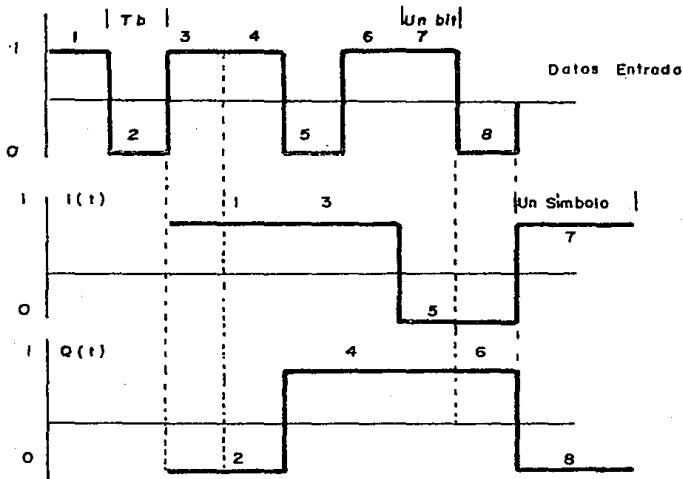 | Tb | |Un bit|
1 3 4 6 7
1
Datos Entrada
2 5 8
0
1 I(t) 1 3 |Un Simbolo |
7
5
0
1 Q(t) 4 6
0 2 8